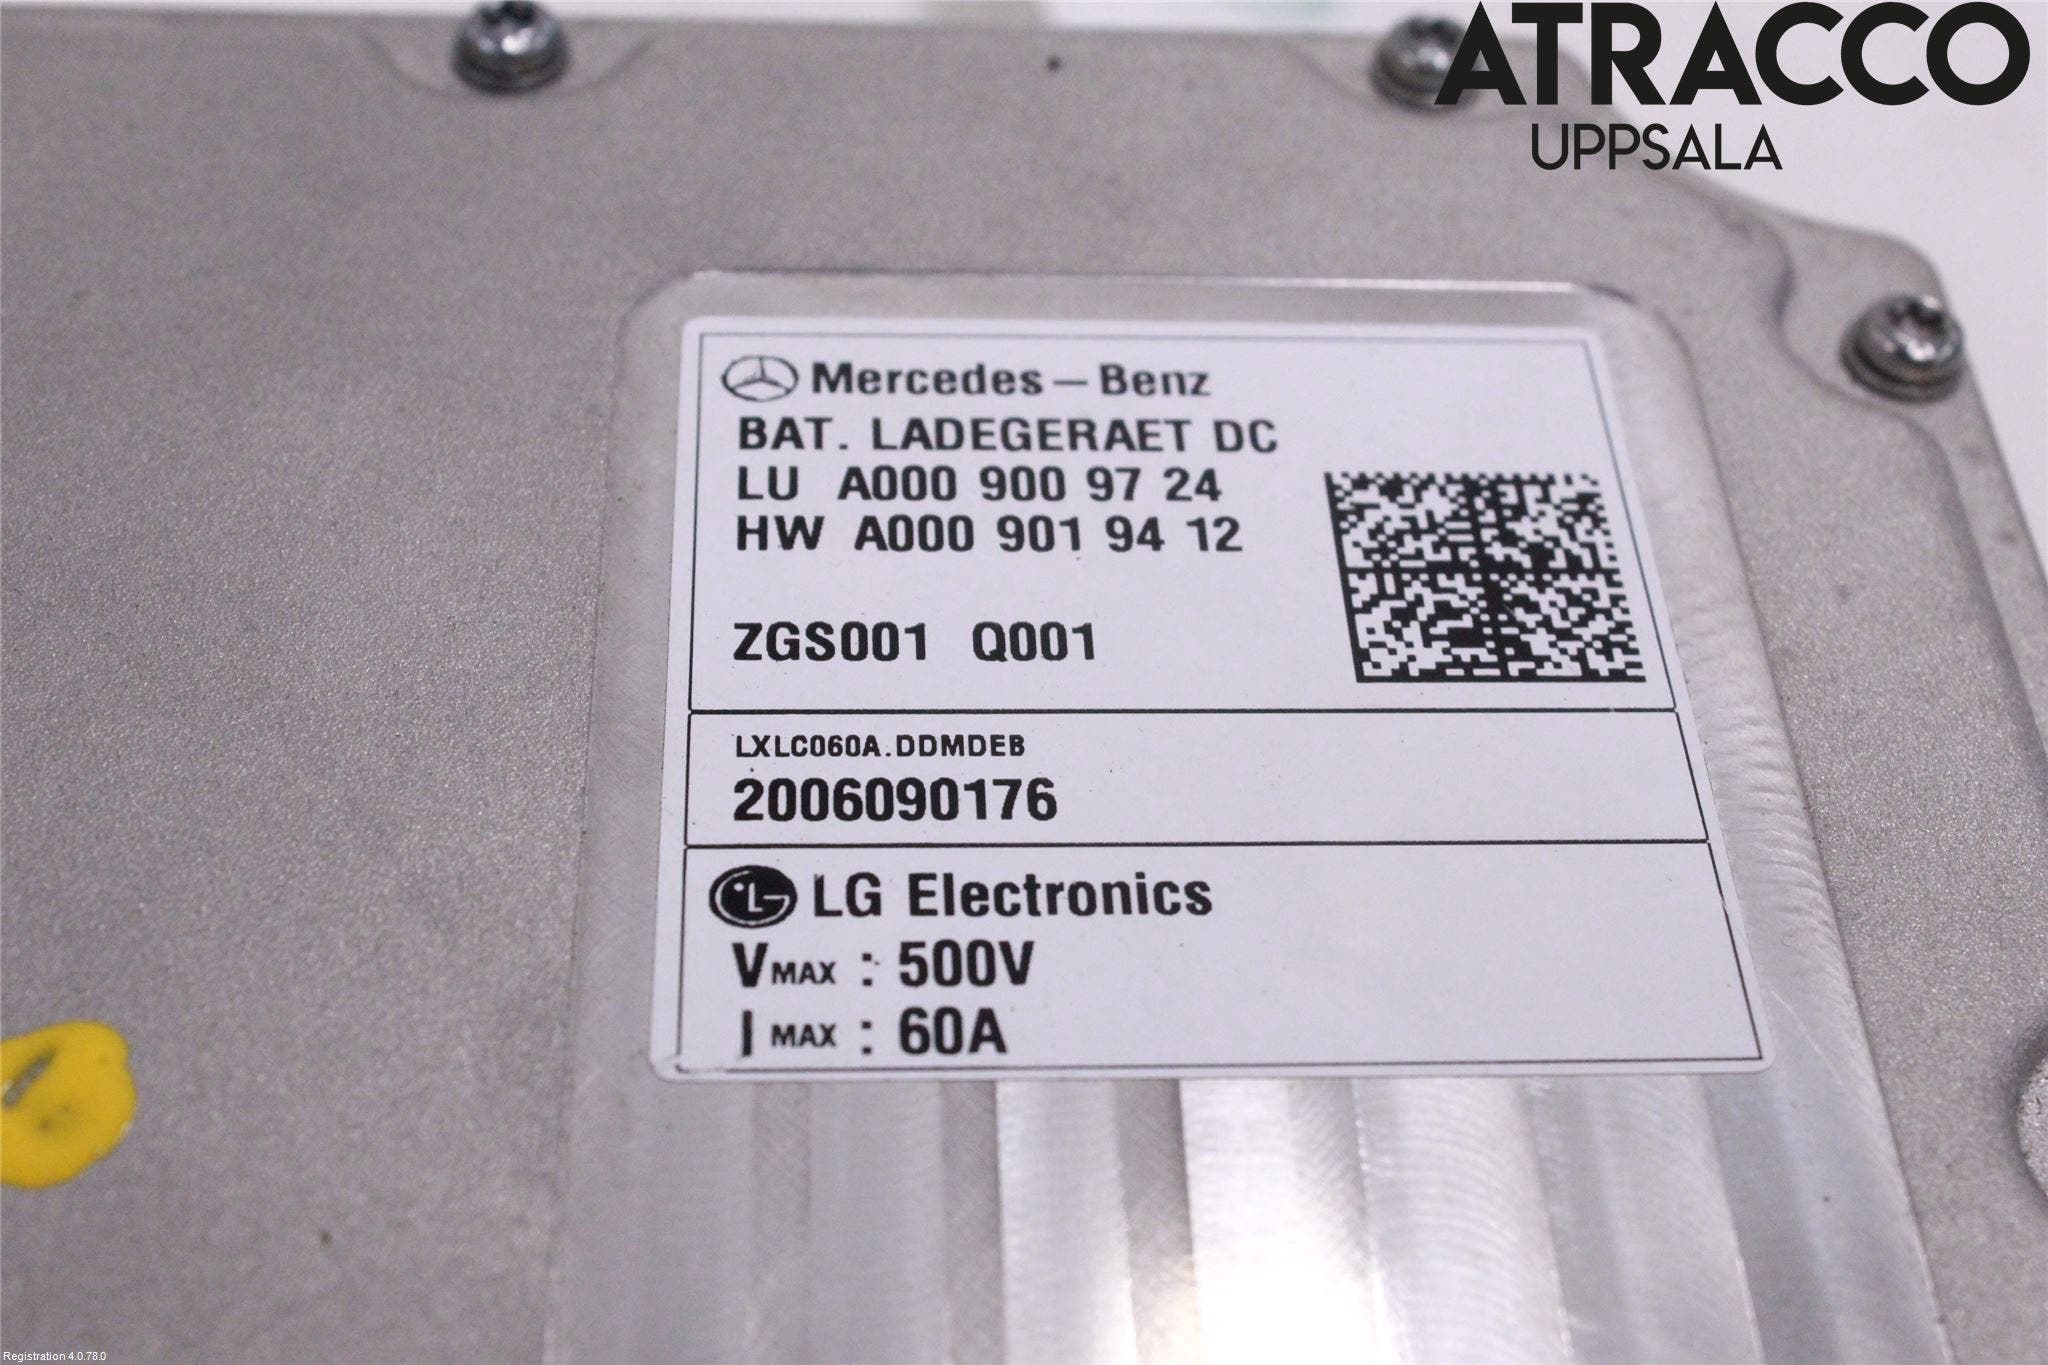 ATRACCO
UPPSALA
Mercedes-Benz
BAT. LADEGERAET DC
LU A000 900 97 24
HW A000 901 94 12
ZGS001 Q001
LXLC060A.DDMDEB
2006090176
LG Electronics
VMAX : 500V
I MAX : 60A
Registration 4.0.78.0